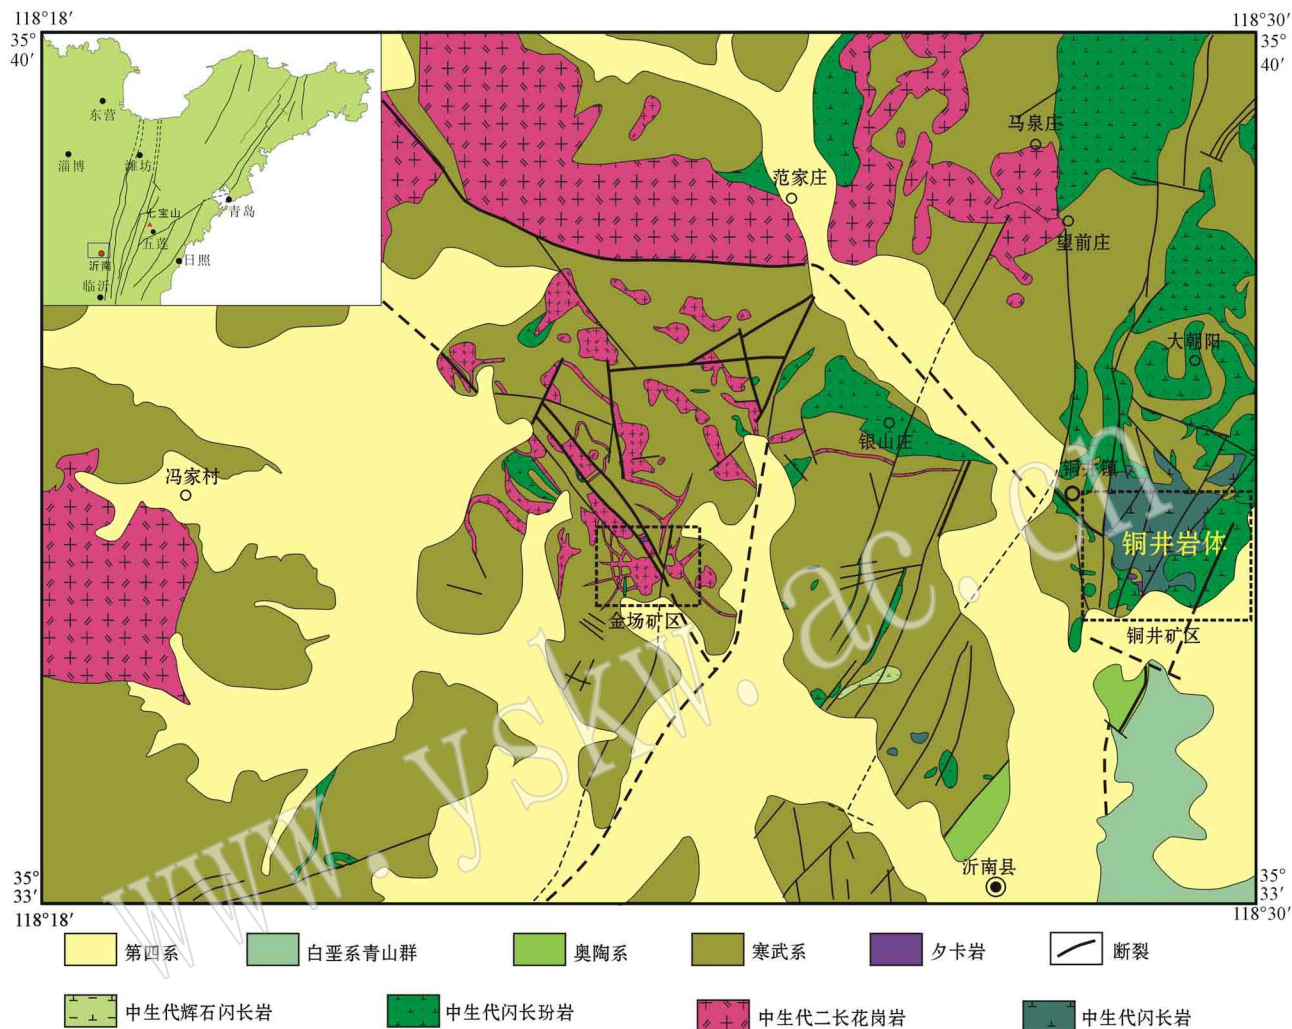 118°18′
118°30′
35°
40′
35°
40′
东营
淄博
潍坊
七宝山
青岛
五莲
沂南
日照
临沂
马泉庄
范家庄
望前庄
大朝阳
银山庄
冯家村
铜井镇
铜井岩体
金场矿区
铜井矿区
沂南县
35°
33′
35°
33′
118°18′
118°30′
www.yskw.ac.cn
第四系
白垩系青山群
奥陶系
寒武系
夕卡岩
断裂
中生代辉石闪长岩
中生代闪长玢岩
中生代二长花岗岩
中生代闪长岩